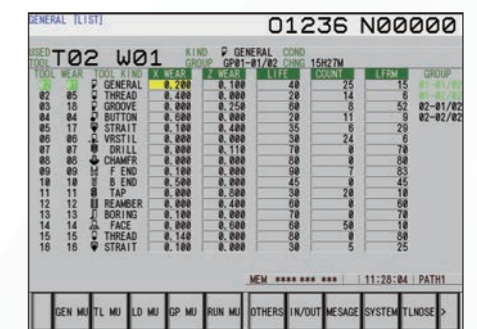 GENERAL [LIST]
O1236 N00000
USED TOOL T02 W01 KIND GENERAL COND
GROUP GP01-01/02 CHNG 15H27M
TOOL WEAR TOOL KIND X WEAR Z WEAR LIFE COUNT LFRM GROUP
GENERAL 0.200 0.100 40 25 15
02 05 THREAD 0.400 0.000 20 14 6
03 18 GROOVE 0.000 0.250 60 8 52 02-01/02
04 04 BUTTON 0.600 0.000 20 11 9 02-02/02
05 17 STRAIT 0.100 0.400 35 6 29
06 06 VRSTIL 0.000 0.000 30 24 6
07 07 DRILL 0.000 0.110 70 0 70
08 08 CHAMFR 0.000 0.000 80 0 80
09 09 F END 0.100 0.000 90 7 83
10 10 B END 0.500 0.000 45 0 45
11 11 TAP 0.000 0.800 30 20 10
12 12 REAMBER 0.000 0.400 60 0 60
13 13 BORING 0.100 0.000 70 0 70
14 14 FACE 0.000 0.600 60 50 10
15 15 THREAD 0.140 0.000 80 0 80
16 16 STRAIT 0.100 0.000 30 5 25
MEM **** *** *** 11:28:04 PATH1
GEN MU TL MU LD MU GP MU RUN MU OTHERS IN/OUT MESAGE SYSTEM TLNOSE >